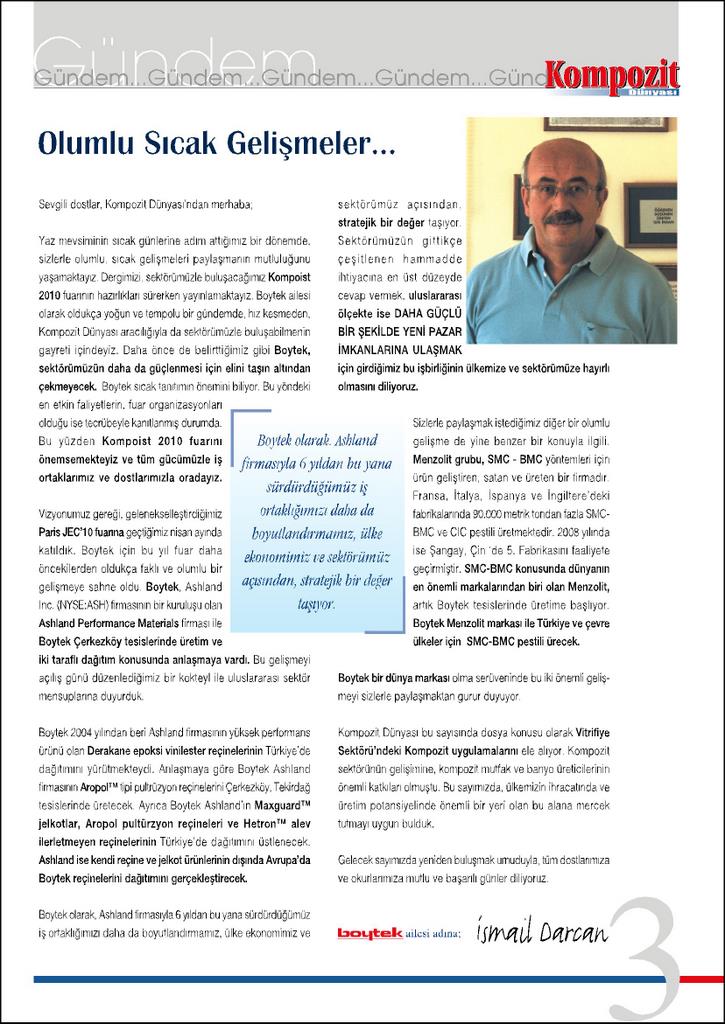 Gündem
Gündem...Gündem...Gündem...Gündem...Günd
Kompozit
Dünyası
Olumlu Sıcak Gelişmeler...
Sevgili dostlar, Kompozit Dünyası'ndan merhaba;
Yaz mevsiminin sıcak günlerine adım attığımız bir dönemde,
sizlerle olumlu, sıcak gelişmeleri paylaşmanın mutluluğunu
yaşamaktayız. Dergimizi, sektörümüzle buluşacağımız Kompoist
2010 fuarının hazırlıkları sürerken yayınlamaktayız. Boytek ailesi
olarak oldukça yoğun ve tempolu bir gündemde, hız kesmeden,
Kompozit Dünyası aracılığıyla da sektörümüzle buluşabilmenin
gayreti içindeyiz. Daha önce de belirttiğimiz gibi Boytek,
sektörümüzün daha da güçlenmesi için elini taşın altından
çekmeyecek. Boytek sıcak tanıtımın önemini biliyor. Bu yöndeki
en etkin faliyetlerin, fuar organizasyonları
olduğu ise tecrübeyle kanıtlanmış durumda.
Bu yüzden Kompoist 2010 fuarını
önemsemekteyiz ve tüm gücümüzle iş
ortaklarımız ve dostlarımızla oradayız.
Vizyonumuz gereği, gelenekselleştirdiğimiz
Paris JEC'10 fuarına geçtiğimiz nisan ayında
katıldık. Boytek için bu yıl fuar daha
öncekilerden oldukça faklı ve olumlu bir
gelişmeye sahne oldu. Boytek, Ashland
Inc. (NYSE:ASH) firmasının bir kuruluşu olan
Ashland Performance Materials firması ile
Boytek Çerkezköy tesislerinde üretim ve
iki taraflı dağıtım konusunda anlaşmaya vardı. Bu gelişmeyi
açılış günü düzenlediğimiz bir kokteyl ile uluslararası sektör
mensuplarına duyurduk.
Boytek 2004 yılından beri Ashland firmasının yüksek performans
ürünü olan Derakane epoksi vinilester reçinelerinin Türkiye'de
dağıtımını yürütmekteydi. Anlaşmaya göre Boytek Ashland
firmasının Aropol™ tipi pultrüzyon reçinelerini Çerkezköy, Tekirdağ
tesislerinde üretecek. Ayrıca Boytek Ashland'ın Maxguard™
jelkotlar, Aropol pultürzyon reçineleri ve Hetron™ alev
ilerletmeyen reçinelerinin Türkiye'de dağıtımını üstlenecek.
Ashland ise kendi reçine ve jelkot ürünlerinin dışında Avrupa'da
Boytek reçinelerini dağıtımını gerçekleştirecek.
Boytek olarak, Ashland firmasıyla 6 yıldan bu yana sürdürdüğümüz
iş ortaklığımızı daha da boyutlandırmamız, ülke ekonomimiz ve
Boytek olarak, Ashland
firmasıyla 6 yıldan bu yana
sürdürdüğümüz iş
ortaklığımızı daha da
boyutlandırmamız, ülke
ekonomimiz ve sektörümüz
açısından, stratejik bir değer
taşıyor.
sektörümüz açısından,
stratejik bir değer taşıyor.
Sektörümüzün gittikçe
çeşitlenen hammadde
ihtiyacına en üst düzeyde
cevap vermek, uluslararası
ölçekte ise DAHA GÜÇLÜ
BİR ŞEKİLDE YENİ PAZAR
İMKANLARINA ULAŞMAK
için girdiğimiz bu işbirliğinin ülkemize ve sektörümüze hayırlı
olmasını diliyoruz.
Sizlerle paylaşmak istediğimiz diğer bir olumlu
gelişme de yine benzer bir konuyla ilgili.
Menzolit grubu, SMC - BMC yöntemleri için
ürün geliştiren, satan ve üreten bir firmadır.
Fransa, İtalya, İspanya ve İngiltere'deki
fabrikalarında 90.000 metrik tondan fazla SMC-
BMC ve CIC pestili üretmektedir. 2008 yılında
ise Şangay, Çin 'de 5. Fabrikasını faaliyete
geçirmiştir. SMC-BMC konusunda dünyanın
en önemli markalarından biri olan Menzolit,
artık Boytek tesislerinde üretime başlıyor.
Boytek Menzolit markası ile Türkiye ve çevre
ülkeler için SMC-BMC pestili ürecek.
Boytek bir dünya markası olma serüveninde bu iki önemli geliş-
meyi sizlerle paylaşmaktan gurur duyuyor.
Kompozit Dünyası bu sayısında dosya konusu olarak Vitrifiye
Sektörü'ndeki Kompozit uygulamalarını ele alıyor. Kompozit
sektörünün gelişimine, kompozit mutfak ve banyo üreticilerinin
önemli katkıları olmuştu. Bu sayımızda, ülkemizin ihracatında ve
üretim potansiyelinde önemli bir yeri olan bu alana mercek
tutmayı uygun bulduk.
Gelecek sayımızda yeniden buluşmak umuduyla, tüm dostlarımıza
ve okurlarımıza mutlu ve başarılı günler diliyoruz.
boytek ailesi adına; ismail Darcan
3